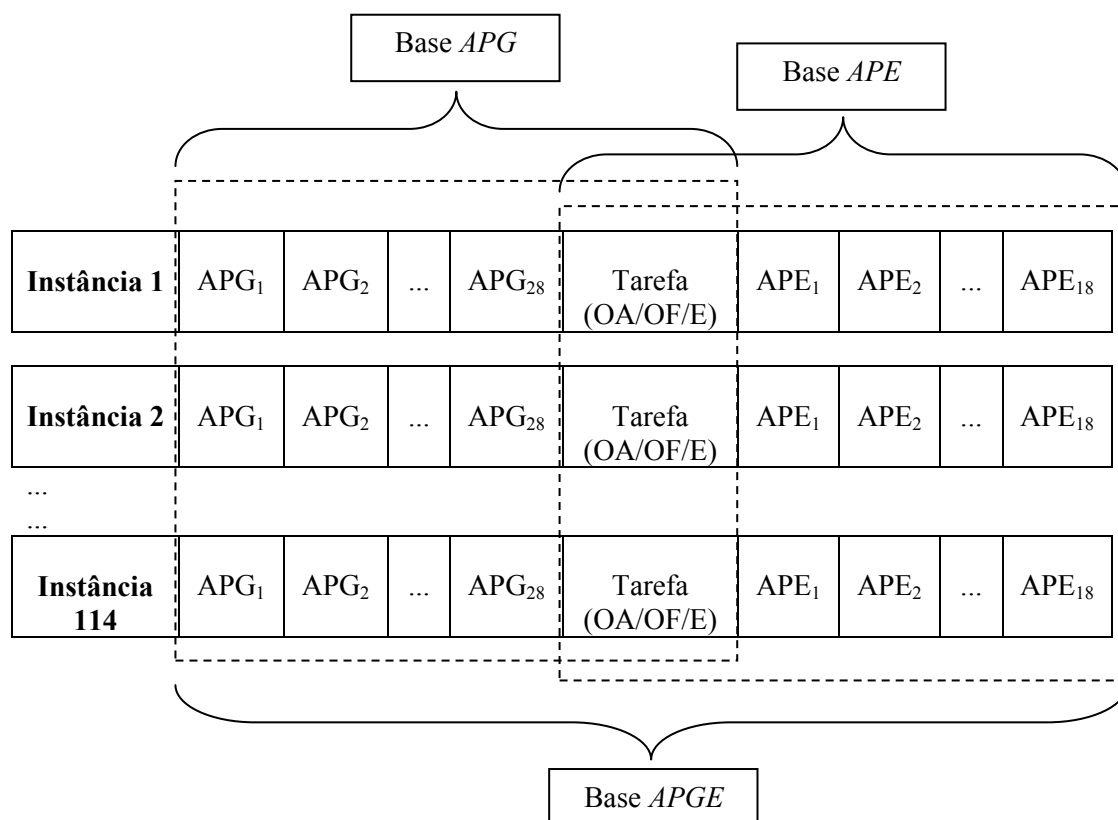 Base APG
Base APE
Instância 1 APG₁ APG₂ ... APG₂₈ Tarefa (OA/OF/E) APE₁ APE₂ ... APE₁₈
Instância 2 APG₁ APG₂ ... APG₂₈ Tarefa (OA/OF/E) APE₁ APE₂ ... APE₁₈
...
...
Instância 114 APG₁ APG₂ ... APG₂₈ Tarefa (OA/OF/E) APE₁ APE₂ ... APE₁₈
Base APGE